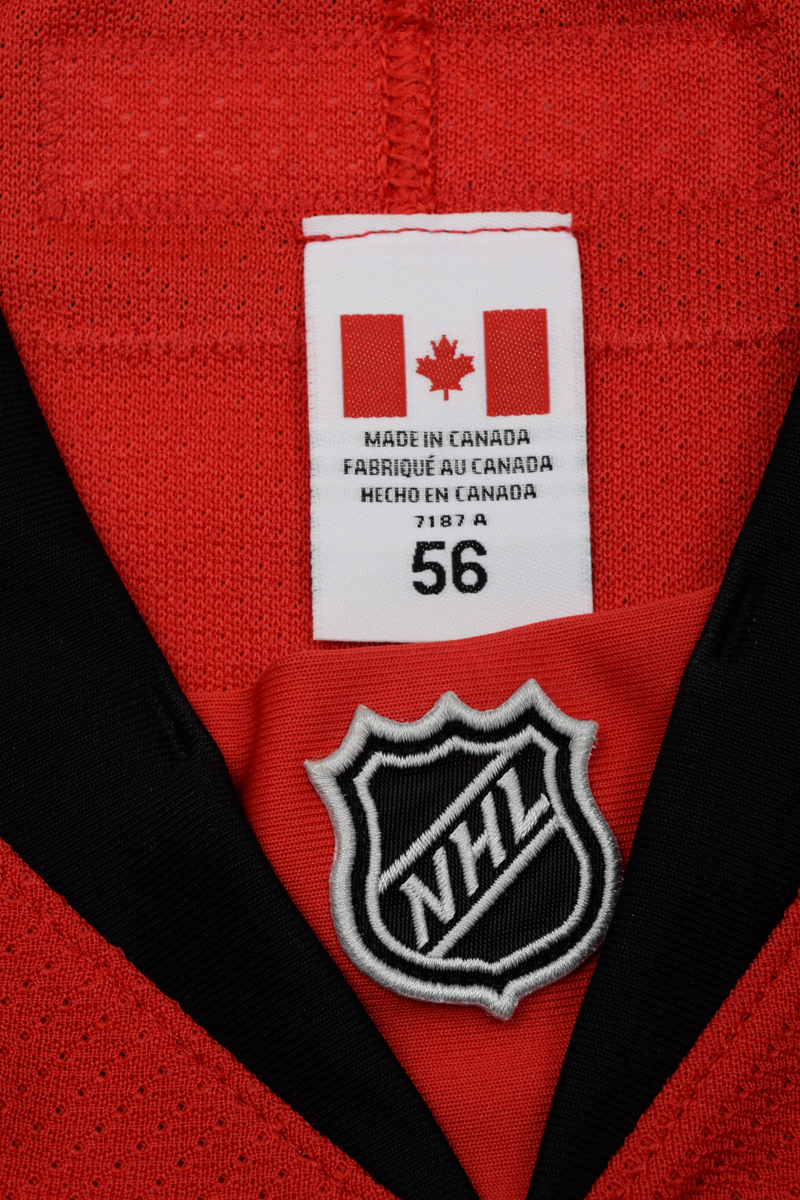 MADE IN CANADA
FABRIQUÉ AU CANADA
HECHO EN CANADA
7187 A
56
NHL